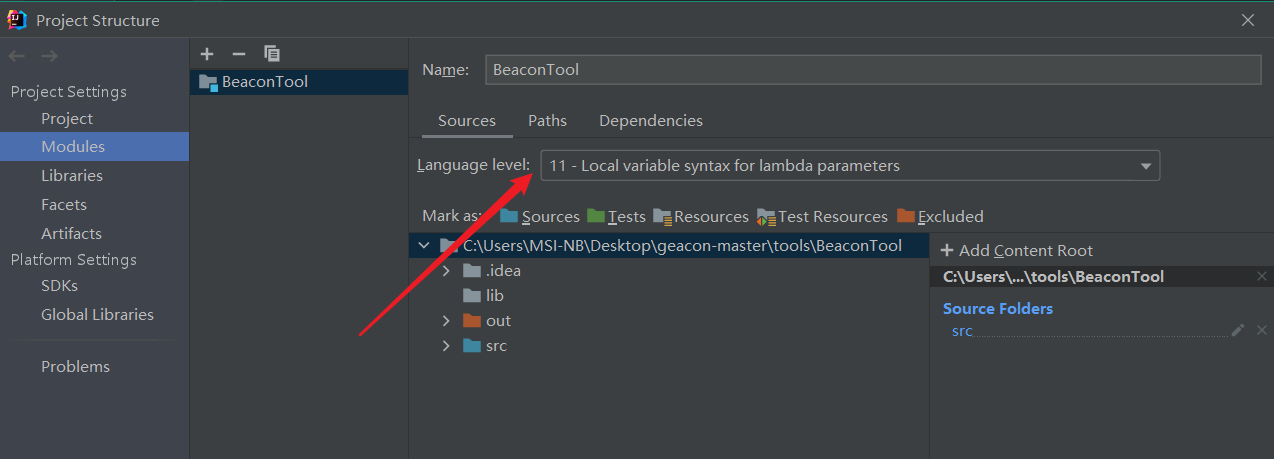 Project Structure
Project Settings
Project
Modules
Libraries
Facets
Artifacts
Platform Settings
SDKs
Global Libraries
Problems
BeaconTool
Name: BeaconTool
Sources Paths Dependencies
Language level: 11 - Local variable syntax for lambda parameters
Mark as: Sources Tests Resources Test Resources Excluded
C:\Users\MSI-NB\Desktop\geacon-master\tools\BeaconTool
.idea
lib
out
src
+ Add Content Root
C:\Users\...\tools\BeaconTool
Source Folders
src